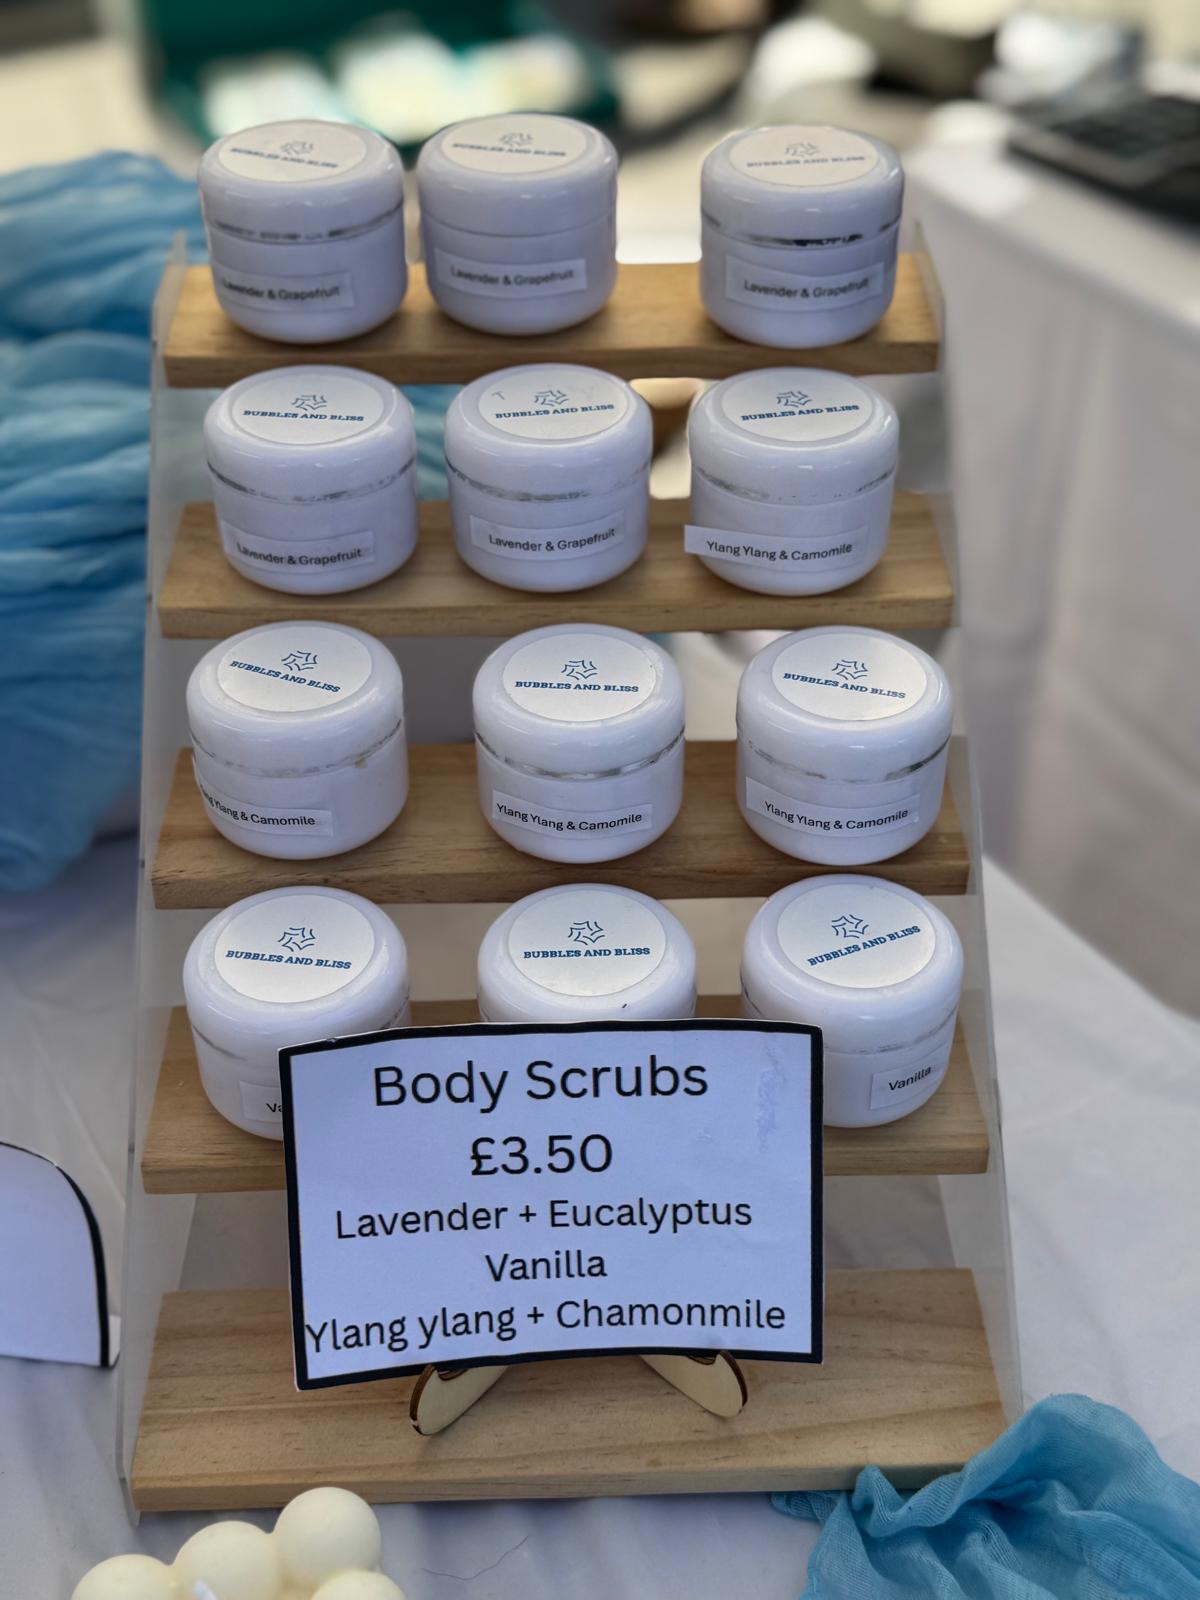 BUBBLES AND BLISS
BUBBLES AND BLISS
BUBBLES AND BLISS
Lavender & Grapefruit
Lavender & Grapefruit
Lavender & Grapefruit
BUBBLES AND BLISS
BUBBLES AND BLISS
BUBBLES AND BLISS
Lavender & Grapefruit
Lavender & Grapefruit
Ylang Ylang & Camomile
BUBBLES AND BLISS
BUBBLES AND BLISS
BUBBLES AND BLISS
Ylang & Camomile
Ylang Ylang & Camomile
Ylang Ylang & Camomile
BUBBLES AND BLISS
BUBBLES AND BLISS
BUBBLES AND BLISS
Vanilla
Body Scrubs
£3.50
Lavender + Eucalyptus
Vanilla
Ylang ylang + Chamonmile